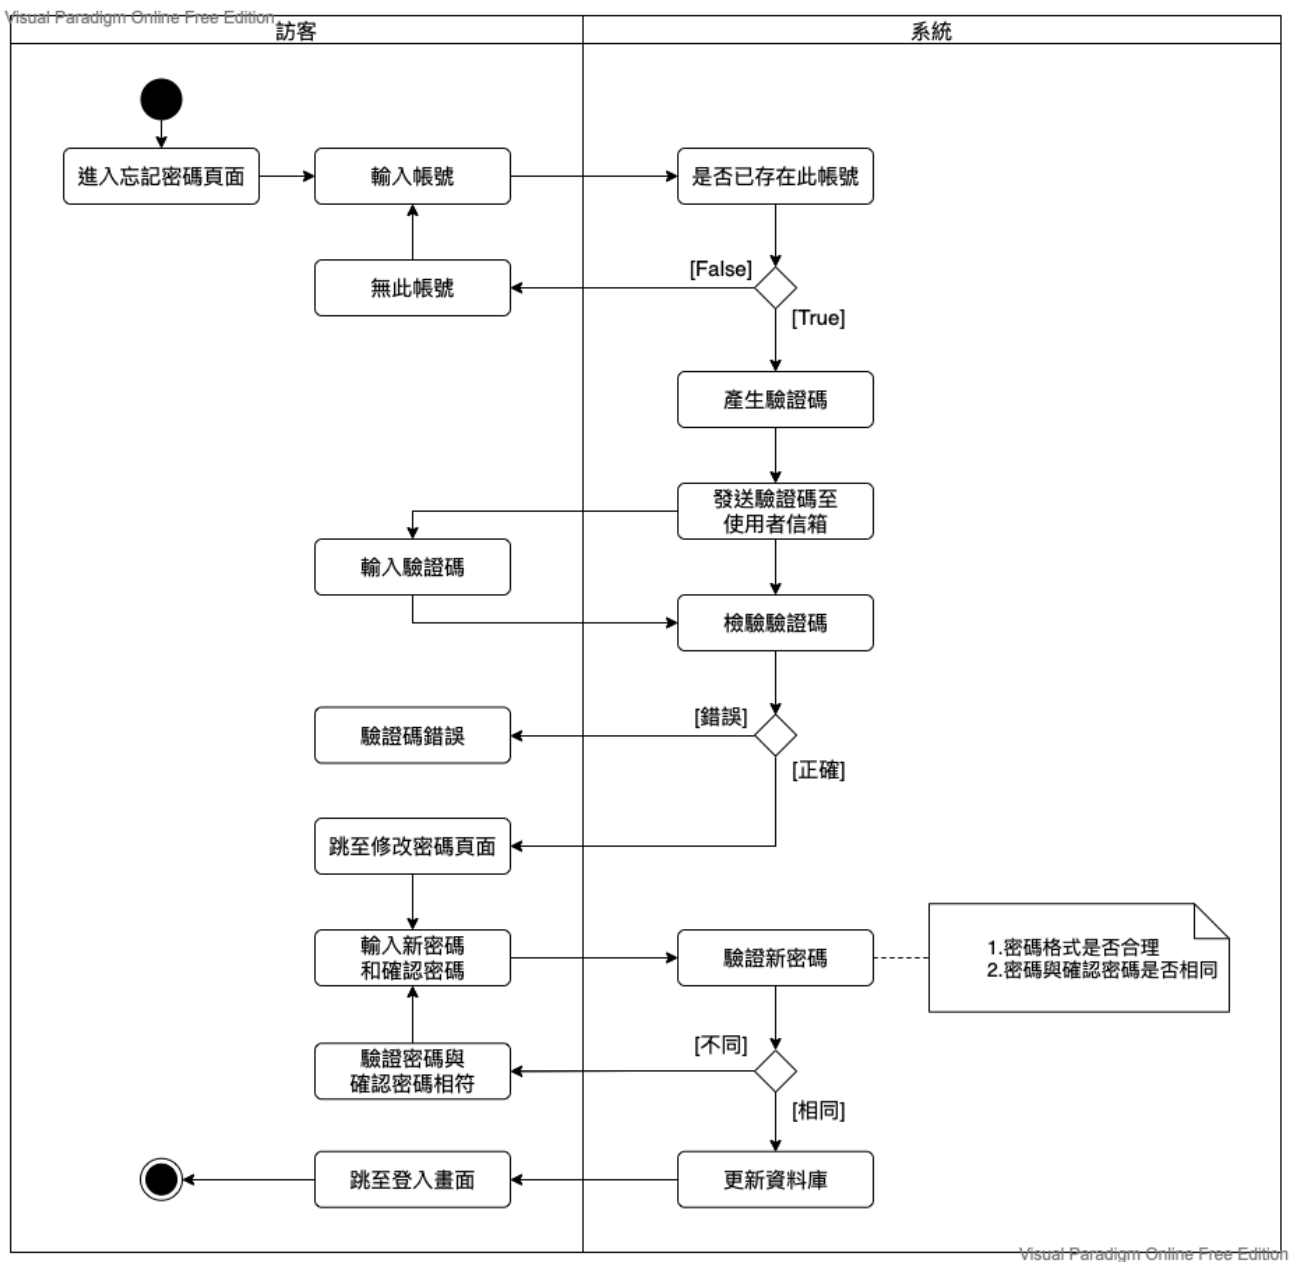 Visual Paradigm Online Free Edition
訪客
系統
進入忘記密碼頁面
輸入帳號
是否已存在此帳號
[False]
無此帳號
[True]
產生驗證碼
發送驗證碼至
使用者信箱
輸入驗證碼
檢驗驗證碼
[錯誤]
驗證碼錯誤
[正確]
跳至修改密碼頁面
輸入新密碼
和確認密碼
驗證新密碼
1.密碼格式是否合理
2.密碼與確認密碼是否相同
[不同]
驗證密碼與
確認密碼相符
[相同]
跳至登入畫面
更新資料庫
Visual Paradigm Online Free Edition